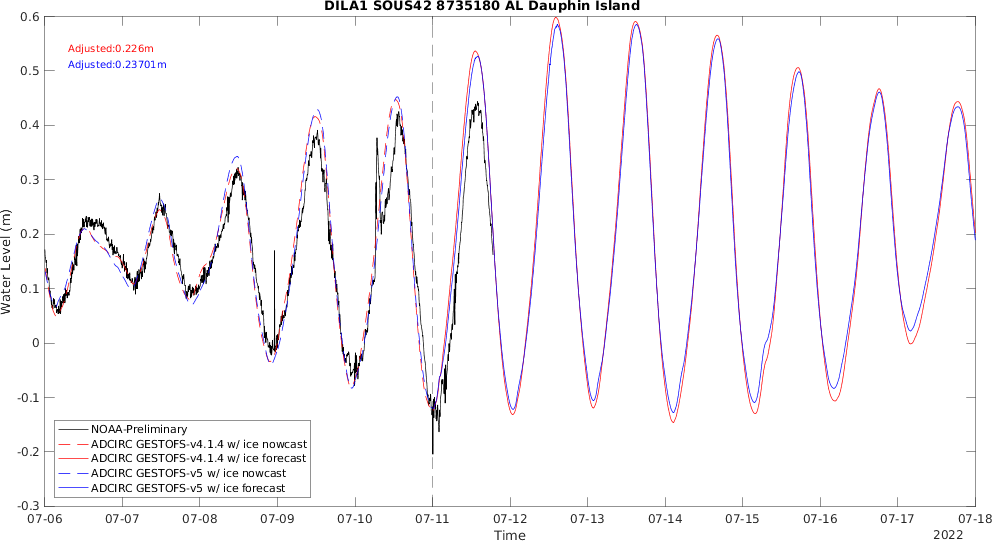 DILA1 SOUS42 8735180 AL Dauphin Island
Adjusted:0.226m
Adjusted:0.23701m
Water Level (m)
0.6
0.5
0.4
0.3
0.2
0.1
0
-0.1
-0.2
-0.3
NOAA-Preliminary
ADCIRC GESTOFS-v4.1.4 w/ ice nowcast
ADCIRC GESTOFS-v4.1.4 w/ ice forecast
ADCIRC GESTOFS-v5 w/ ice nowcast
ADCIRC GESTOFS-v5 w/ ice forecast
07-06 07-07 07-08 07-09 07-10 07-11 07-12 07-13 07-14 07-15 07-16 07-17 07-18
Time
2022